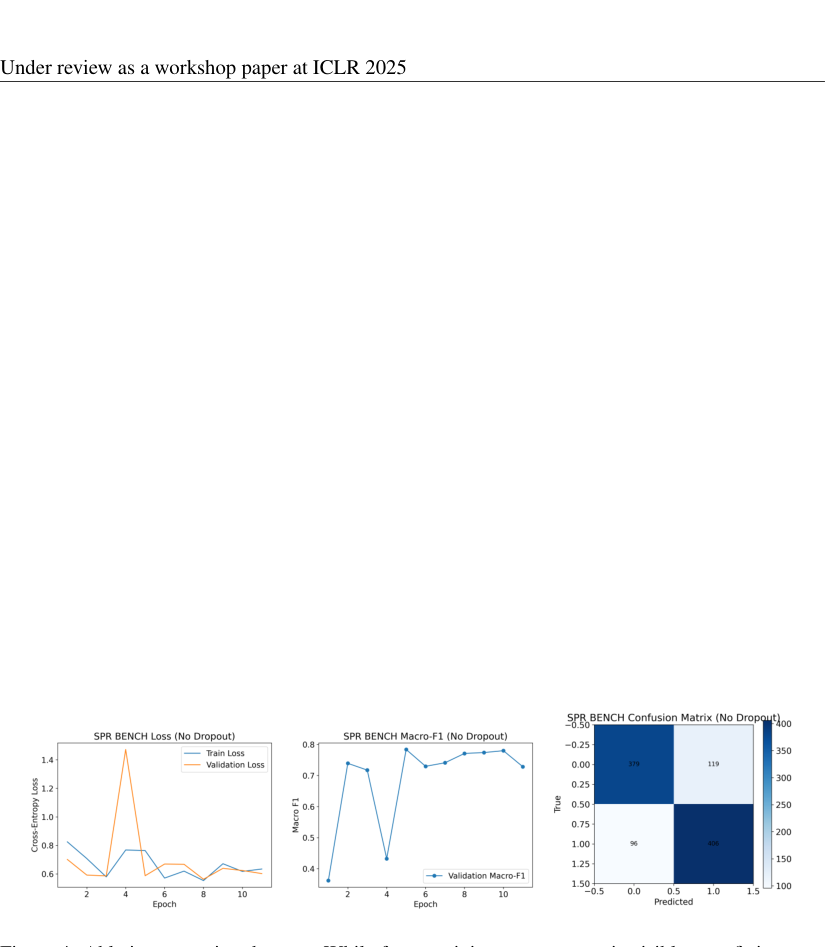 Under review as a workshop paper at ICLR 2025
SPR BENCH Loss (No Dropout)
Train Loss
Validation Loss
1.4
1.2
1.0
0.8
0.6
Cross-Entropy Loss
2 4 6 8 10
Epoch
SPR BENCH Macro-F1 (No Dropout)
0.8
0.7
0.6
0.5
0.4
Macro F1
Validation Macro-F1
2 4 6 8 10
Epoch
SPR BENCH Confusion Matrix (No Dropout)
−0.50
−0.25
0.00
0.25
0.50
0.75
1.00
1.25
1.50
True
379 119
96
−0.5 0.0 0.5 1.0 1.5
Predicted
400
350
300
250
200
150
100